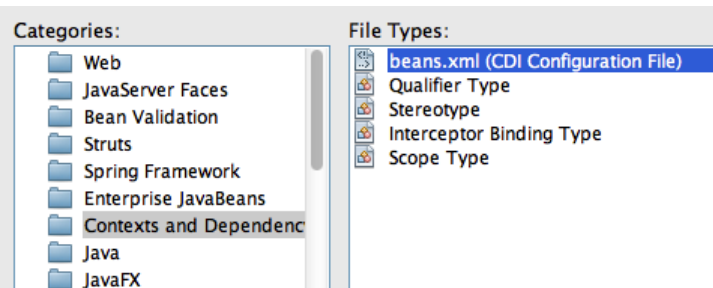 Categories:
Web
JavaServer Faces
Bean Validation
Struts
Spring Framework
Enterprise JavaBeans
Contexts and Dependenc
Java
JavaFX
File Types:
beans.xml (CDI Configuration File)
Qualifier Type
Stereotype
Interceptor Binding Type
Scope Type